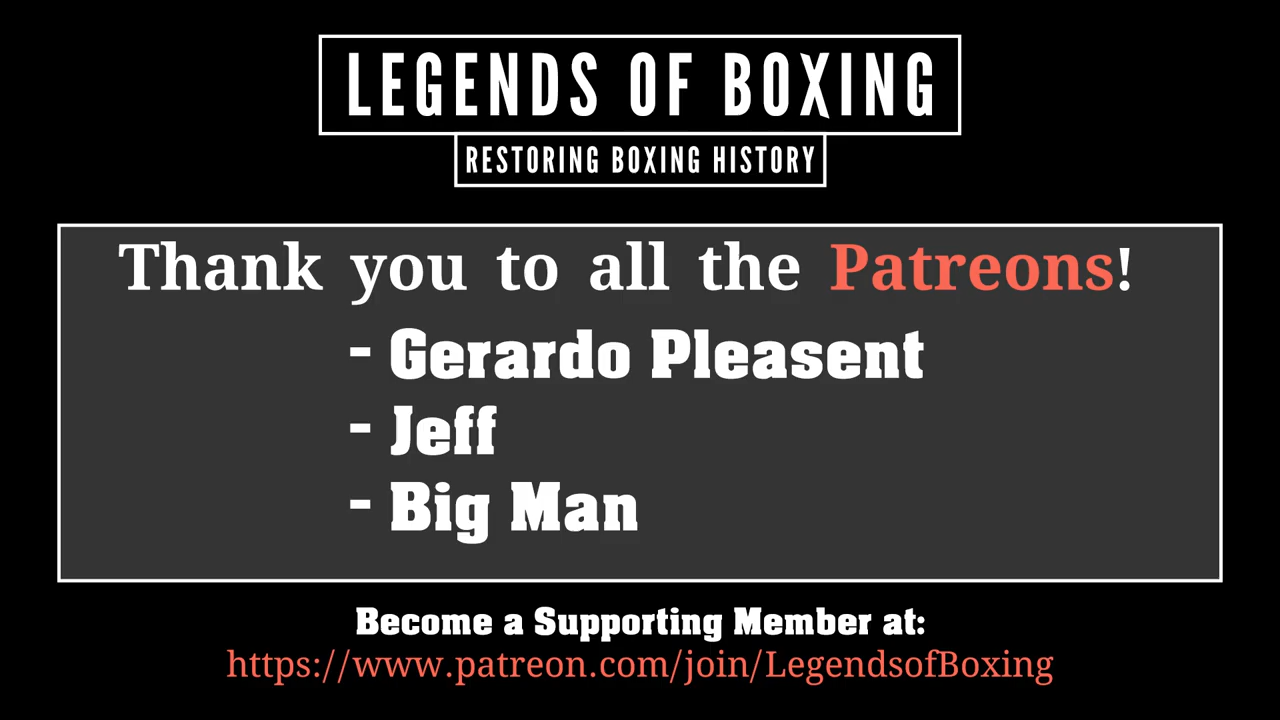 LEGENDS OF BOXING
RESTORING BOXING HISTORY
Thank you to all the Patreons!
- Gerardo Pleasent
- Jeff
- Big Man
Become a Supporting Member at:
https://www.patreon.com/join/LegendsofBoxing